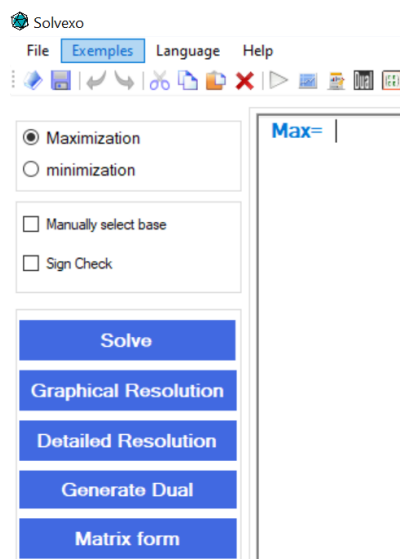 Solvexo
File Exemples Language Help
Dual
Maximization
minimization
Manually select base
Sign Check
Solve
Graphical Resolution
Detailed Resolution
Generate Dual
Matrix form
Max=